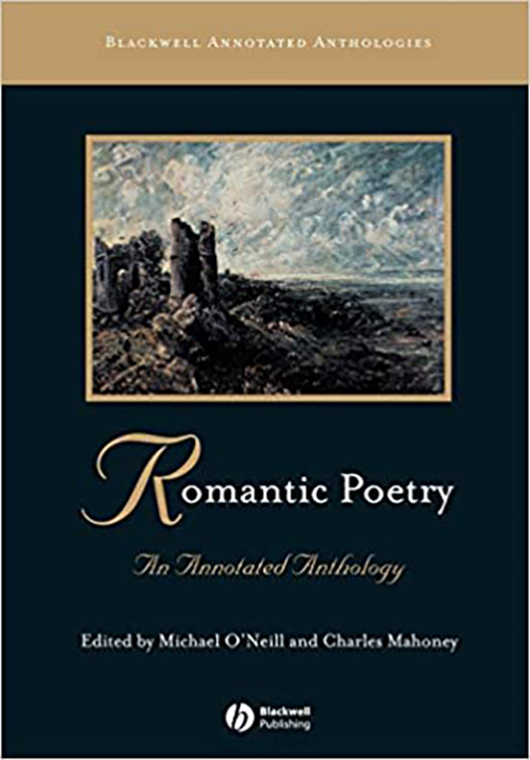 BLACKWELL ANNOTATED ANTHOLOGIES
Romantic Poetry
An Annotated Anthology
Edited by Michael O'Neill and Charles Mahoney
Blackwell
Publishing